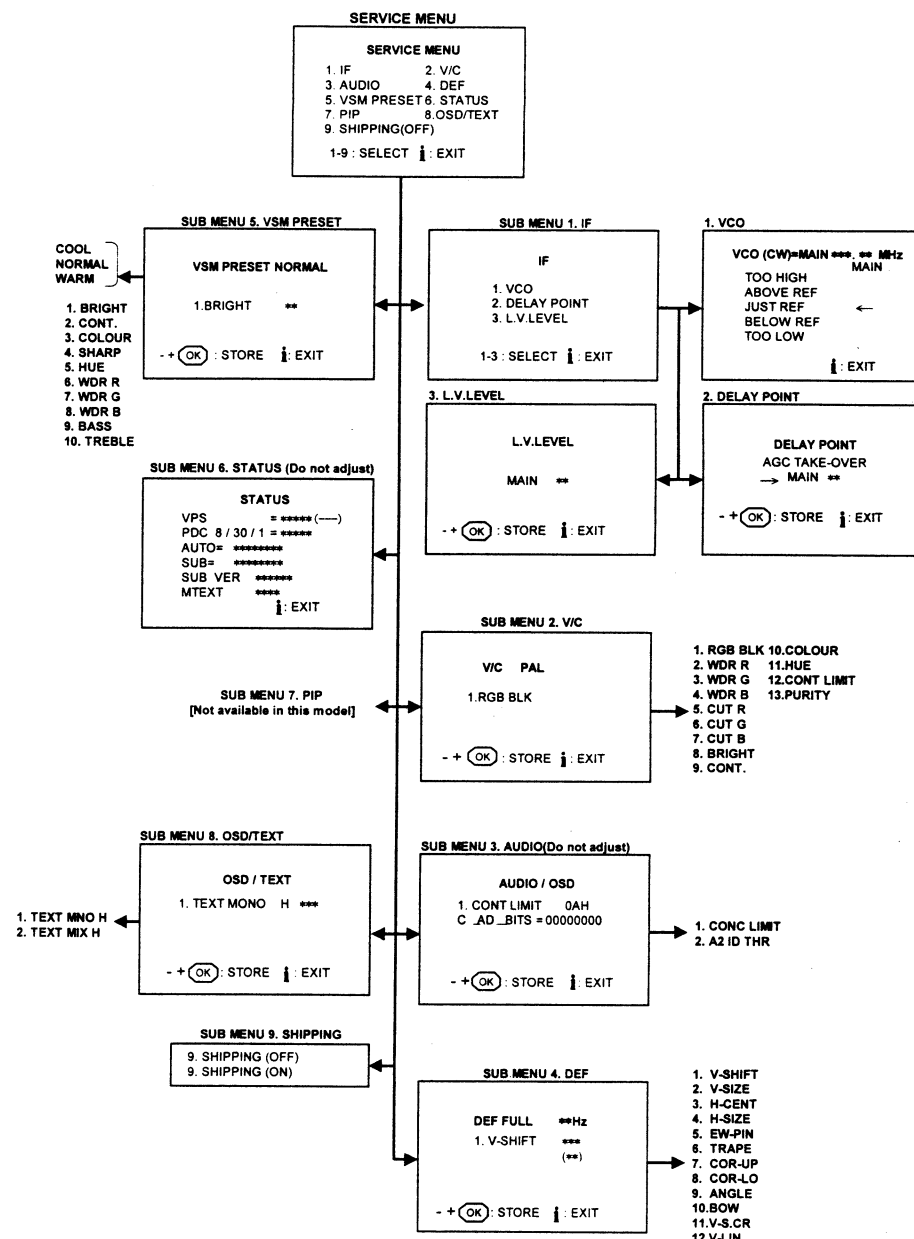 SERVICE MENU
SERVICE MENU
1. IF 2. V/C
3. AUDIO 4. DEF
5. VSM PRESET 6. STATUS
7. PIP 8.OSD/TEXT
9. SHIPPING(OFF)
1-9 : SELECT i : EXIT
SUB MENU 5. VSM PRESET
COOL
NORMAL
WARM
VSM PRESET NORMAL
1.BRIGHT **
- + OK : STORE i : EXIT
1. BRIGHT
2. CONT.
3. COLOUR
4. SHARP
5. HUE
6. WDR R
7. WDR G
8. WDR B
9. BASS
10. TREBLE
SUB MENU 1. IF
IF
1. VCO
2. DELAY POINT
3. L.V.LEVEL
1-3 : SELECT i : EXIT
1. VCO
VCO (CW)=MAIN ***. ** MHz
MAIN
TOO HIGH
ABOVE REF
JUST REF ←
BELOW REF
TOO LOW
i : EXIT
3. L.V.LEVEL
L.V.LEVEL
MAIN **
- + OK : STORE i : EXIT
2. DELAY POINT
DELAY POINT
AGC TAKE-OVER
→ MAIN **
- + OK : STORE i : EXIT
SUB MENU 6. STATUS (Do not adjust)
STATUS
VPS = ***** (---)
PDC 8 / 30 / 1 = *****
AUTO= ********
SUB= ********
SUB VER ******
MTEXT ****
i : EXIT
SUB MENU 2. V/C
V/C PAL
1.RGB BLK
- + OK : STORE i : EXIT
1. RGB BLK 10.COLOUR
2. WDR R 11.HUE
3. WDR G 12.CONT LIMIT
4. WDR B 13.PURITY
5. CUT R
6. CUT G
7. CUT B
8. BRIGHT
9. CONT.
SUB MENU 7. PIP
[Not available in this model]
SUB MENU 8. OSD/TEXT
OSD / TEXT
1. TEXT MONO H ***
- + OK : STORE i : EXIT
1. TEXT MNO H
2. TEXT MIX H
SUB MENU 3. AUDIO(Do not adjust)
AUDIO / OSD
1. CONT LIMIT 0AH
C _AD _BITS = 00000000
- + OK : STORE i : EXIT
1. CONC LIMIT
2. A2 ID THR
SUB MENU 9. SHIPPING
9. SHIPPING (OFF)
9. SHIPPING (ON)
SUB MENU 4. DEF
DEF FULL **Hz
1. V-SHIFT ***
(**)
- + OK : STORE i : EXIT
1. V-SHIFT
2. V-SIZE
3. H-CENT
4. H-SIZE
5. EW-PIN
6. TRAPE
7. COR-UP
8. COR-LO
9. ANGLE
10.BOW
11.V-S.CR
12.V-LIN